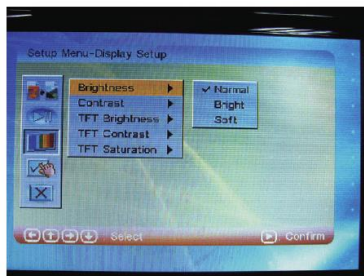 Setup Menu-Display Setup
Brightness
Contrast
TFT Brightness
TFT Contrast
TFT Saturation
Normal
Bright
Soft
Select
Confirm